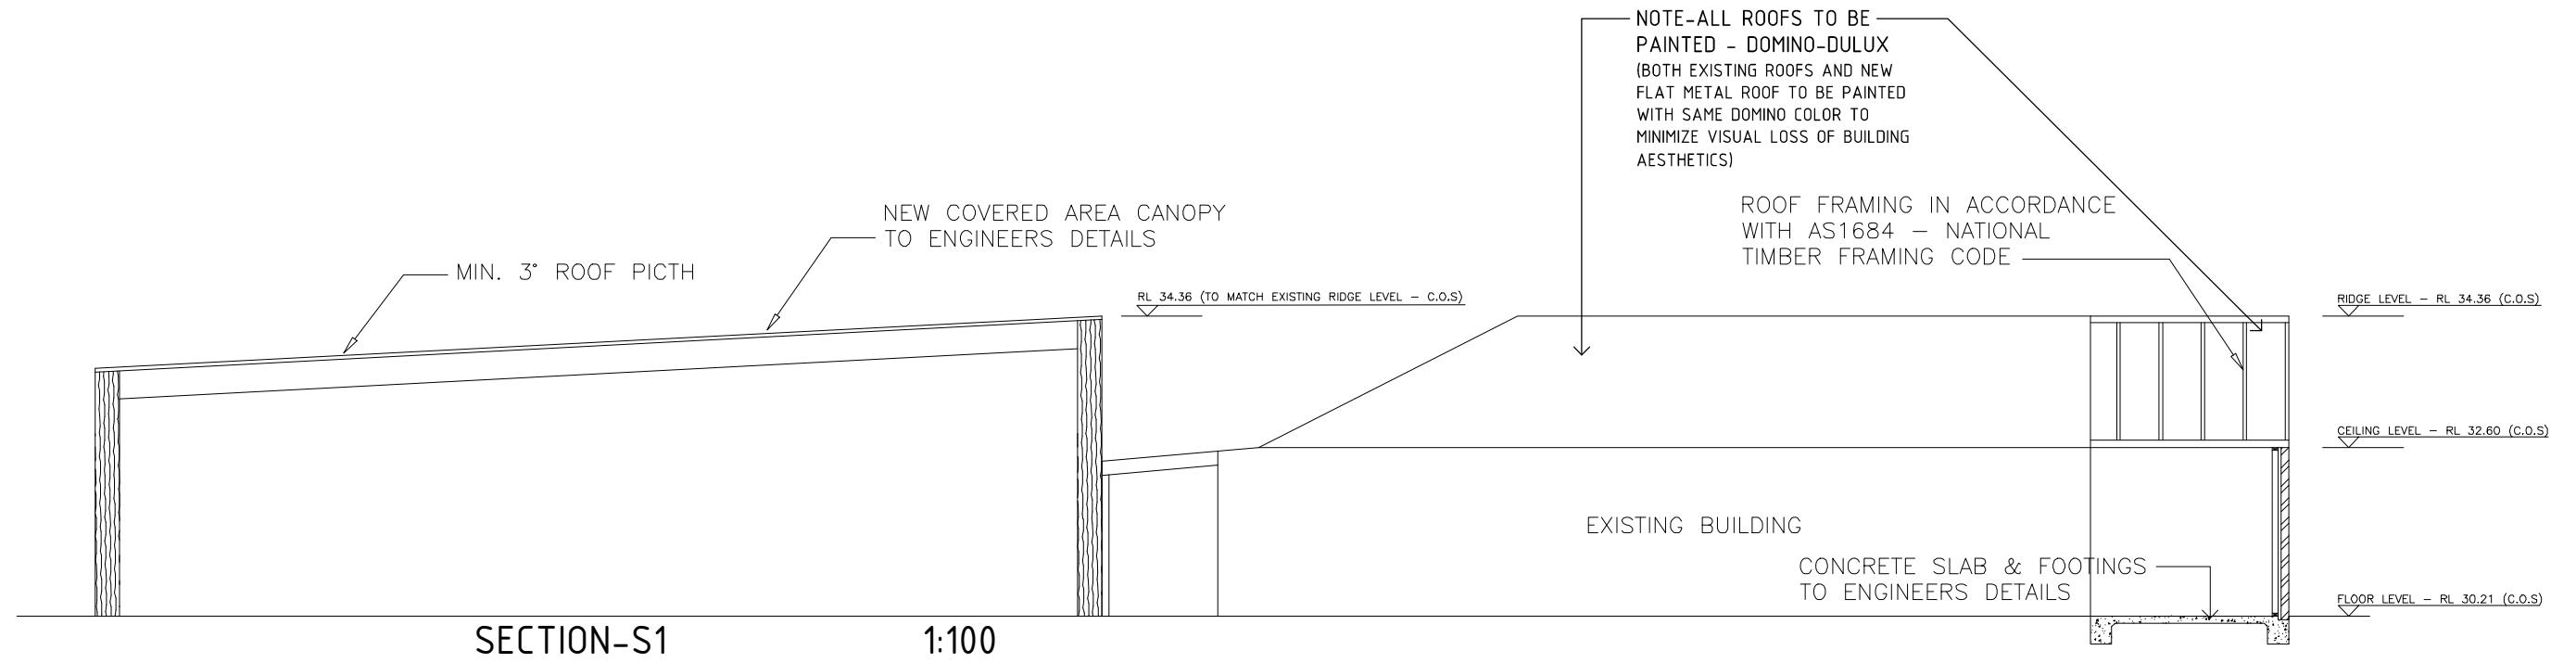 NOTE-ALL ROOFS TO BE
PAINTED - DOMINO-DULUX
(BOTH EXISTING ROOFS AND NEW
FLAT METAL ROOF TO BE PAINTED
WITH SAME DOMINO COLOR TO
MINIMIZE VISUAL LOSS OF BUILDING
AESTHETICS)
ROOF FRAMING IN ACCORDANCE
WITH AS1684 - NATIONAL
TIMBER FRAMING CODE
NEW COVERED AREA CANOPY
TO ENGINEERS DETAILS
MIN. 3° ROOF PICTH
RL 34.36 (TO MATCH EXISTING RIDGE LEVEL - C.O.S)
RIDGE LEVEL - RL 34.36 (C.O.S)
CEILING LEVEL - RL 32.60 (C.O.S)
EXISTING BUILDING
CONCRETE SLAB & FOOTINGS
TO ENGINEERS DETAILS
FLOOR LEVEL - RL 30.21 (C.O.S)
SECTION-S1 1:100